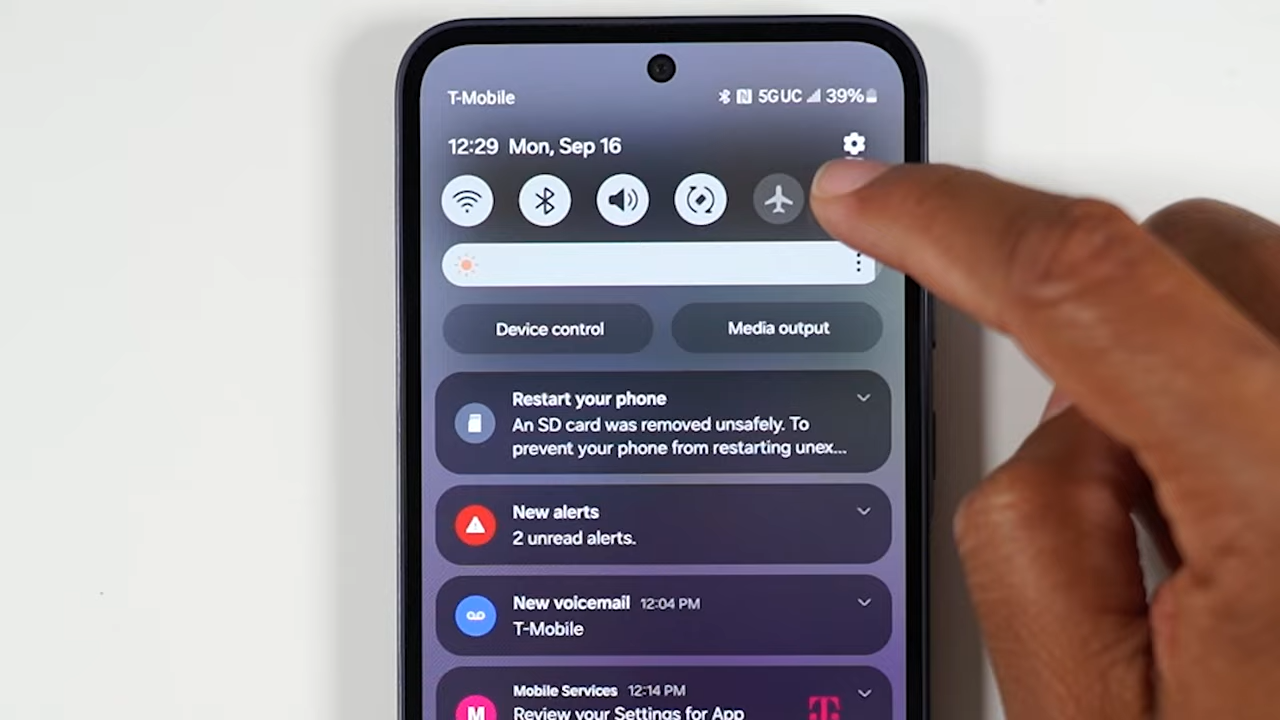 T-Mobile
5G UC 39%
12:29 Mon, Sep 16
Device control
Media output
Restart your phone
An SD card was removed unsafely. To
prevent your phone from restarting unex...
New alerts
2 unread alerts.
New voicemail 12:04 PM
T-Mobile
Mobile Services 12:14 PM
M
Review your Settings for App
T